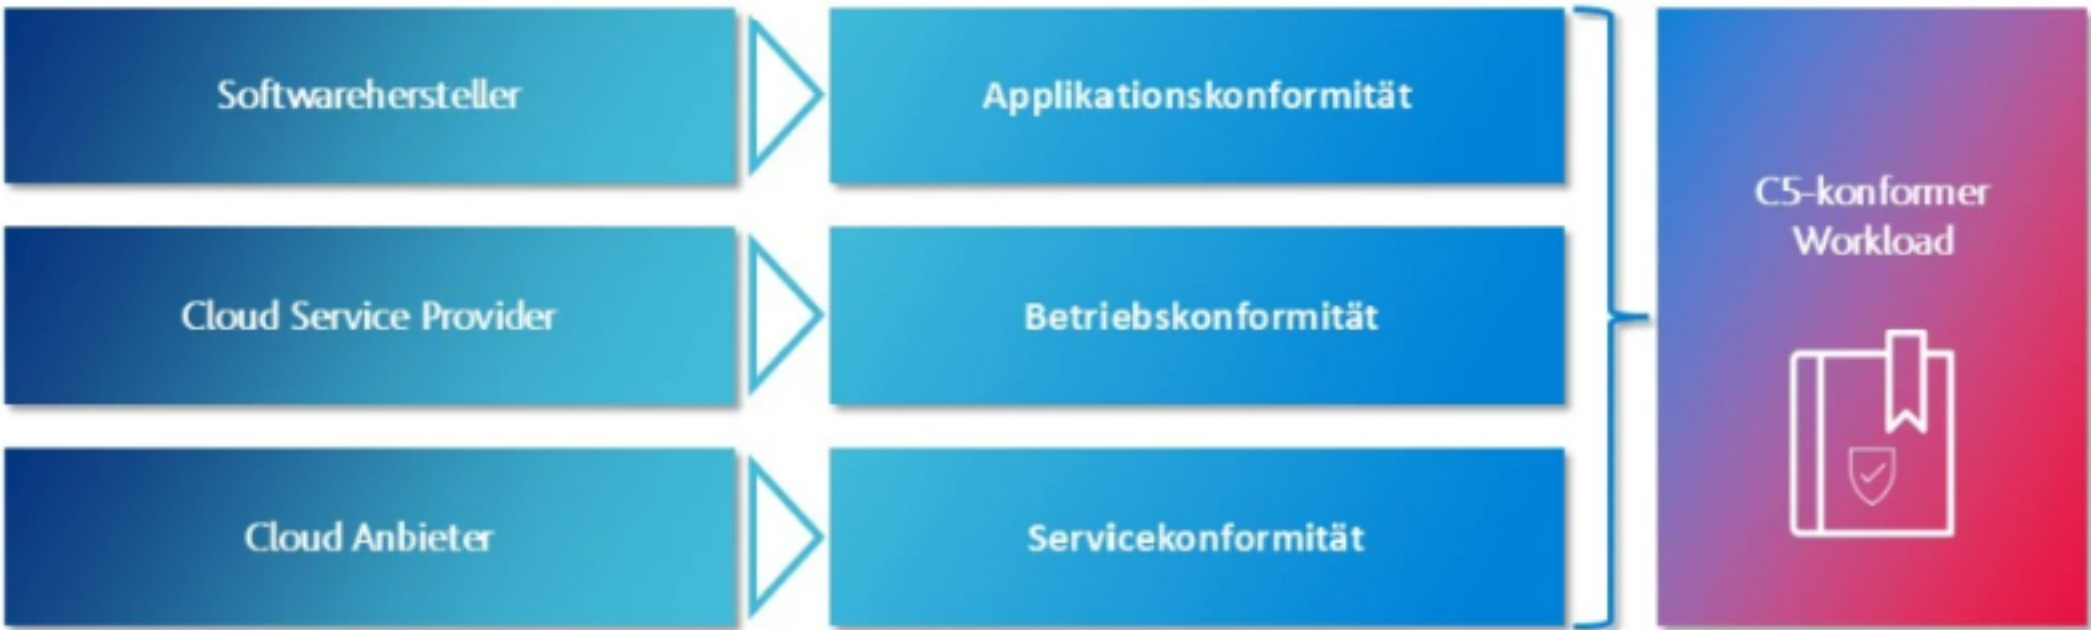 Softwarehersteller
Applikationskonformität
Cloud Service Provider
Betriebskonformität
Cloud Anbieter
Servicekonformität
C5-konformer
Workload